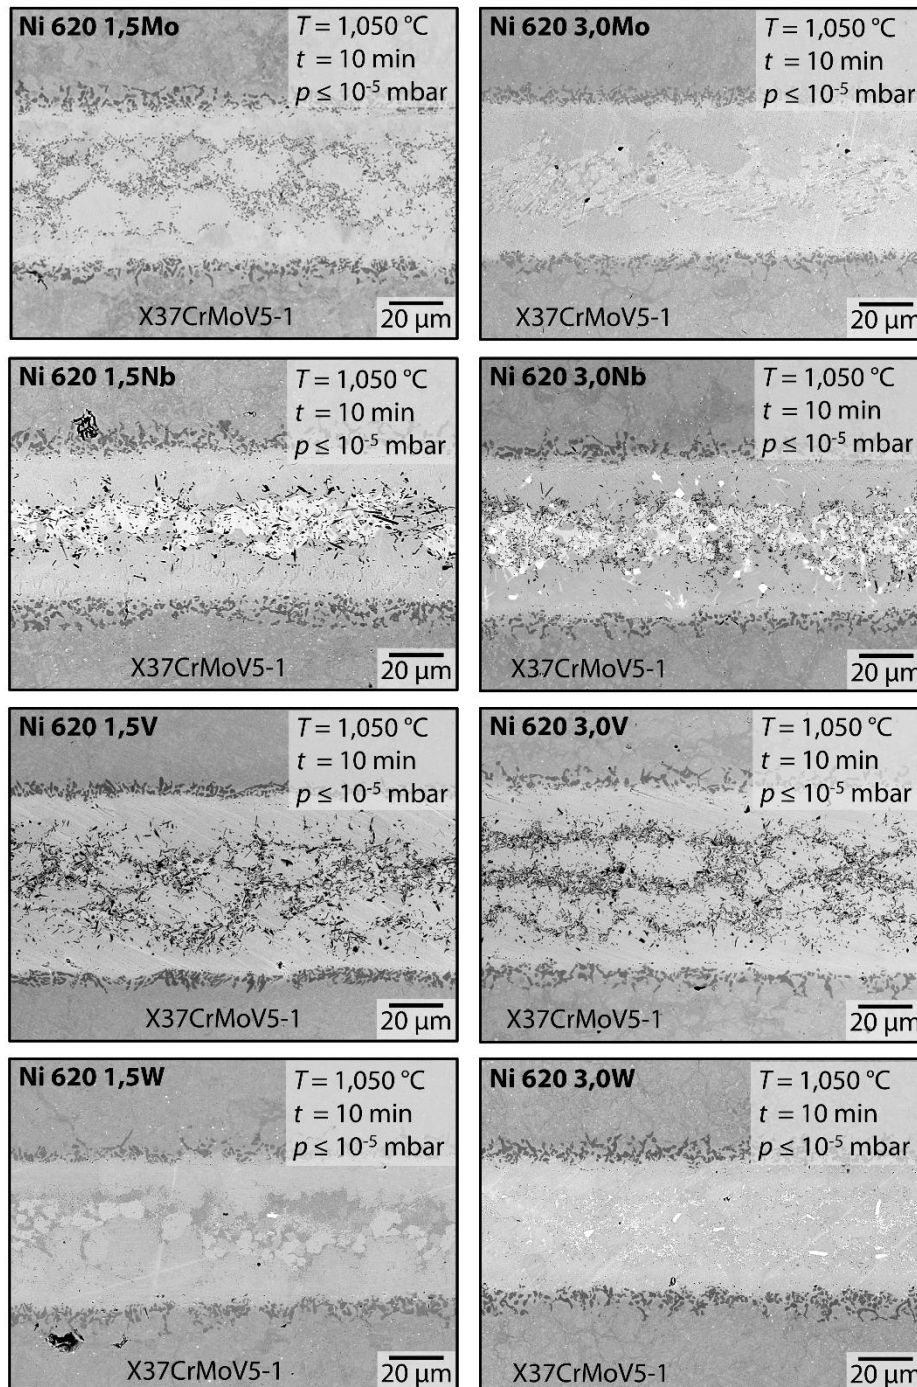 Ni 620 1,5Mo
T = 1,050 °C
t = 10 min
p ≤ 10⁻⁵ mbar
X37CrMoV5-1
20 µm
Ni 620 3,0Mo
T = 1,050 °C
t = 10 min
p ≤ 10⁻⁵ mbar
X37CrMoV5-1
20 µm
Ni 620 1,5Nb
T = 1,050 °C
t = 10 min
p ≤ 10⁻⁵ mbar
X37CrMoV5-1
20 µm
Ni 620 3,0Nb
T = 1,050 °C
t = 10 min
p ≤ 10⁻⁵ mbar
X37CrMoV5-1
20 µm
Ni 620 1,5V
T = 1,050 °C
t = 10 min
p ≤ 10⁻⁵ mbar
X37CrMoV5-1
20 µm
Ni 620 3,0V
T = 1,050 °C
t = 10 min
p ≤ 10⁻⁵ mbar
X37CrMoV5-1
20 µm
Ni 620 1,5W
T = 1,050 °C
t = 10 min
p ≤ 10⁻⁵ mbar
X37CrMoV5-1
20 µm
Ni 620 3,0W
T = 1,050 °C
t = 10 min
p ≤ 10⁻⁵ mbar
X37CrMoV5-1
20 µm